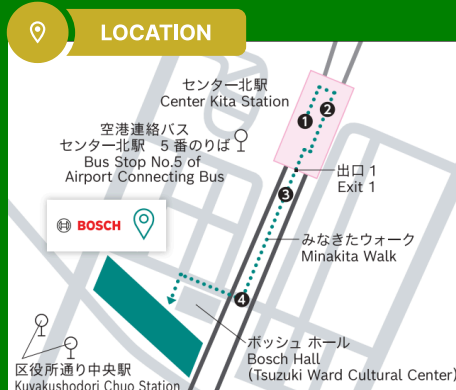 LOCATION
センター北駅
Center Kita Station
1
2
空港連絡バス
センター北駅 5 番のりば
Bus Stop No.5 of
Airport Connecting Bus
出口 1
Exit 1
3
BOSCH
みなきたウォーク
Minakita Walk
4
ボッシュ ホール
Bosch Hall
(Tsuzuki Ward Cultural Center)
区役所通り中央駅
Kuyakushodori Chuo Station